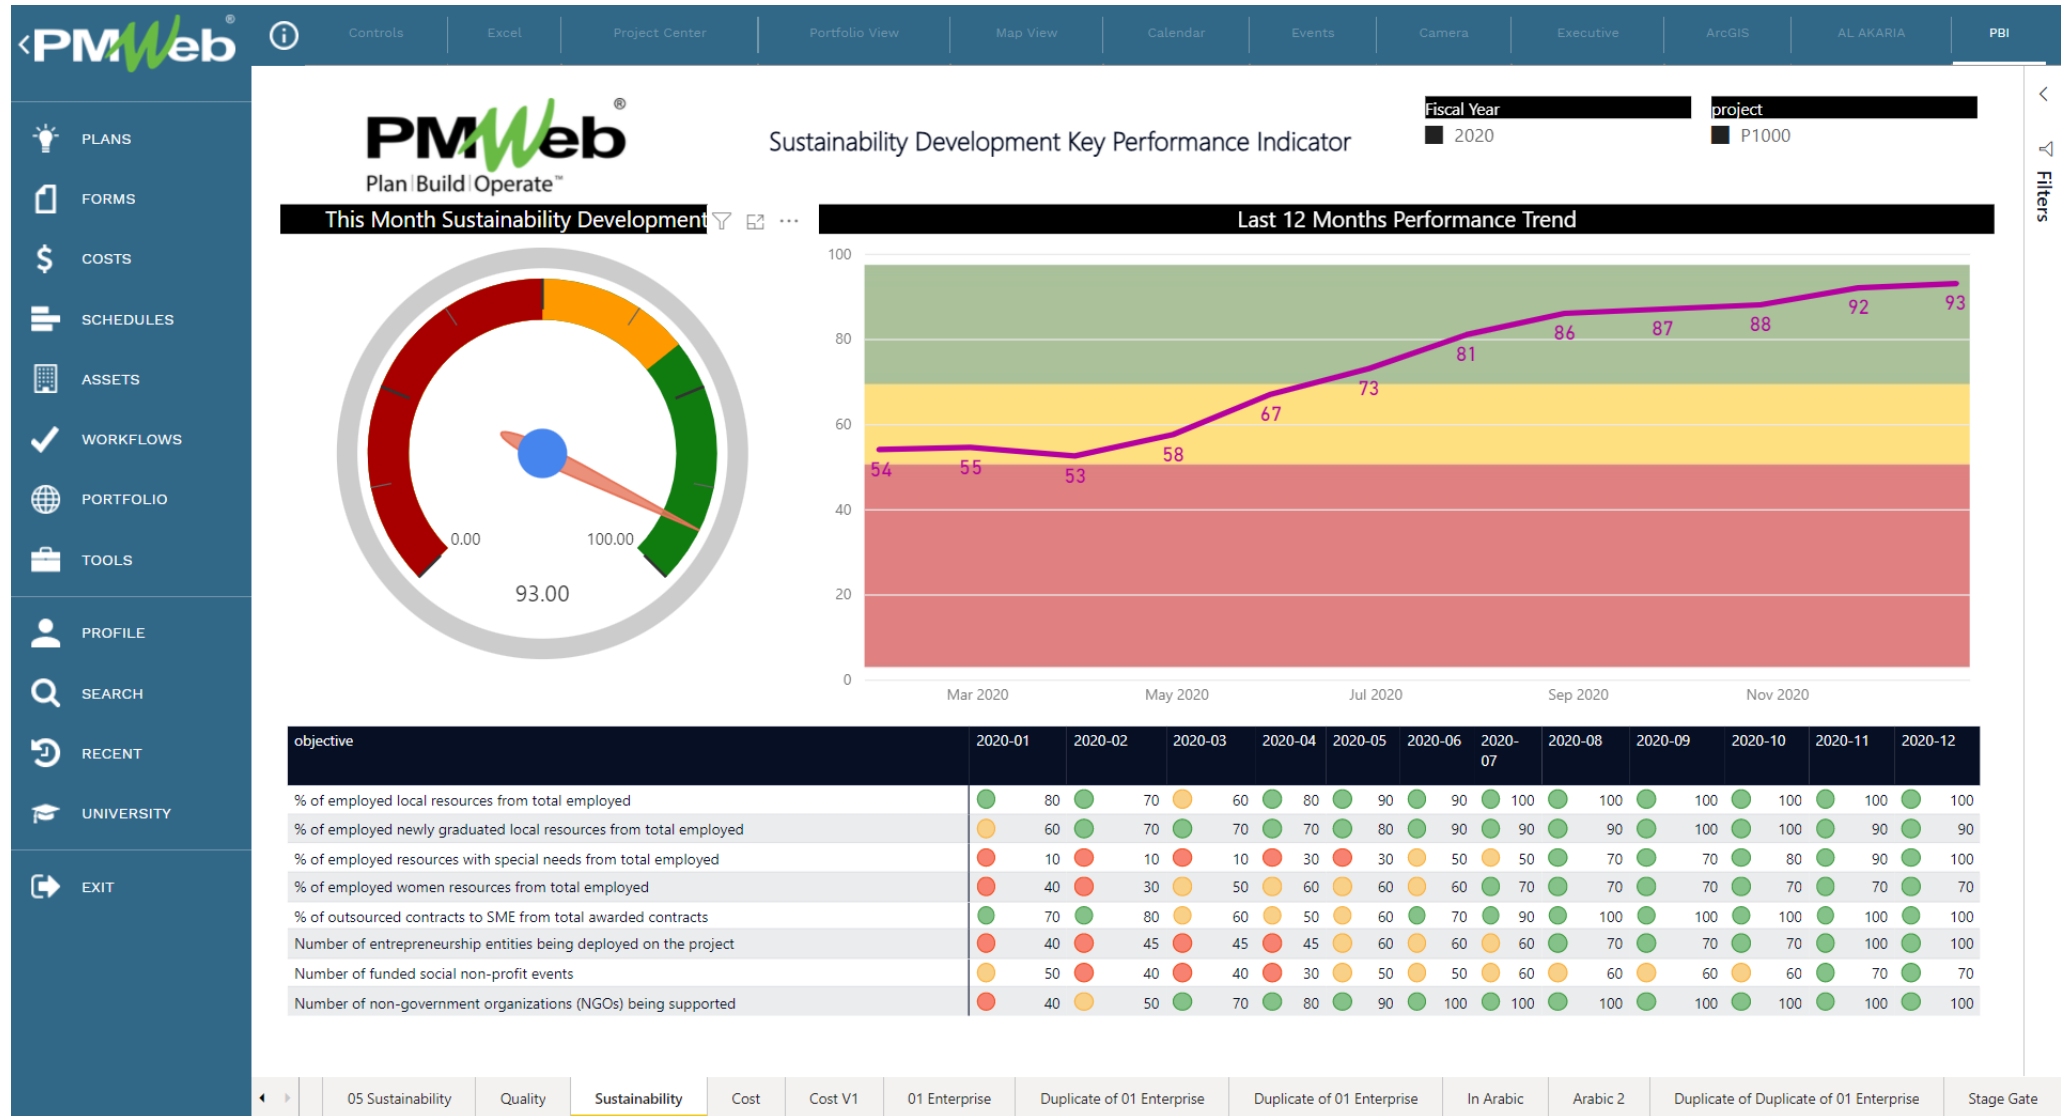 PMWeb®
Controls Excel Project Center Portfolio View Map View Calendar Events Camera Executive ArcGIS AL AKARIA PBI
PLANS
FORMS
COSTS
SCHEDULES
ASSETS
WORKFLOWS
PORTFOLIO
TOOLS
PROFILE
SEARCH
RECENT
UNIVERSITY
EXIT
PMWeb®
Plan|Build|Operate™
Sustainability Development Key Performance Indicator
Fiscal Year
2020
project
P1000
Filters
This Month Sustainability Development
0.00 100.00
93.00
Last 12 Months Performance Trend
100
80
60
40
20
0
54 55 53 58 67 73 81 86 87 88 92 93
Mar 2020 May 2020 Jul 2020 Sep 2020 Nov 2020
objective 2020-01 2020-02 2020-03 2020-04 2020-05 2020-06 2020-
07 2020-08 2020-09 2020-10 2020-11 2020-12
% of employed local resources from total employed 80 70 60 80 90 90 100 100 100 100 100 100
% of employed newly graduated local resources from total employed 60 70 70 70 80 90 90 90 100 100 90 90
% of employed resources with special needs from total employed 10 10 10 30 30 50 50 70 70 80 90 100
% of employed women resources from total employed 40 30 50 60 60 60 70 70 70 70 70 70
% of outsourced contracts to SME from total awarded contracts 70 80 60 50 60 70 90 100 100 100 100 100
Number of entrepreneurship entities being deployed on the project 40 45 45 45 60 60 60 70 70 70 100 100
Number of funded social non-profit events 50 40 40 30 50 50 60 60 60 60 70 70
Number of non-government organizations (NGOs) being supported 40 50 70 80 90 100 100 100 100 100 100 100
05 Sustainability Quality Sustainability Cost Cost V1 01 Enterprise Duplicate of 01 Enterprise Duplicate of 01 Enterprise In Arabic Arabic 2 Duplicate of Duplicate of 01 Enterprise Stage Gate